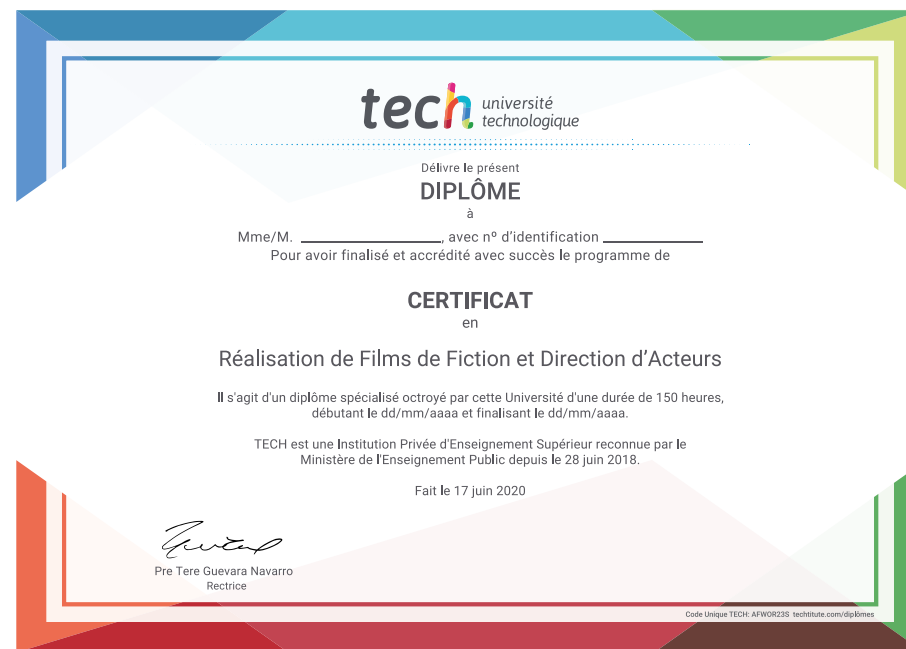 tech université
technologique
Délivre le présent
DIPLÔME
à
Mme/M. ____________________, avec nº d'identification ______________
Pour avoir finalisé et accrédité avec succès le programme de
CERTIFICAT
en
Réalisation de Films de Fiction et Direction d'Acteurs
Il s'agit d'un diplôme spécialisé octroyé par cette Université d'une durée de 150 heures,
débutant le dd/mm/aaaa et finalisant le dd/mm/aaaa.
TECH est une Institution Privée d'Enseignement Supérieur reconnue par le
Ministère de l'Enseignement Public depuis le 28 juin 2018.
Fait le 17 juin 2020
Pre Tere Guevara Navarro
Rectrice
Code Unique TECH: AFWOR23S techtitute.com/diplômes